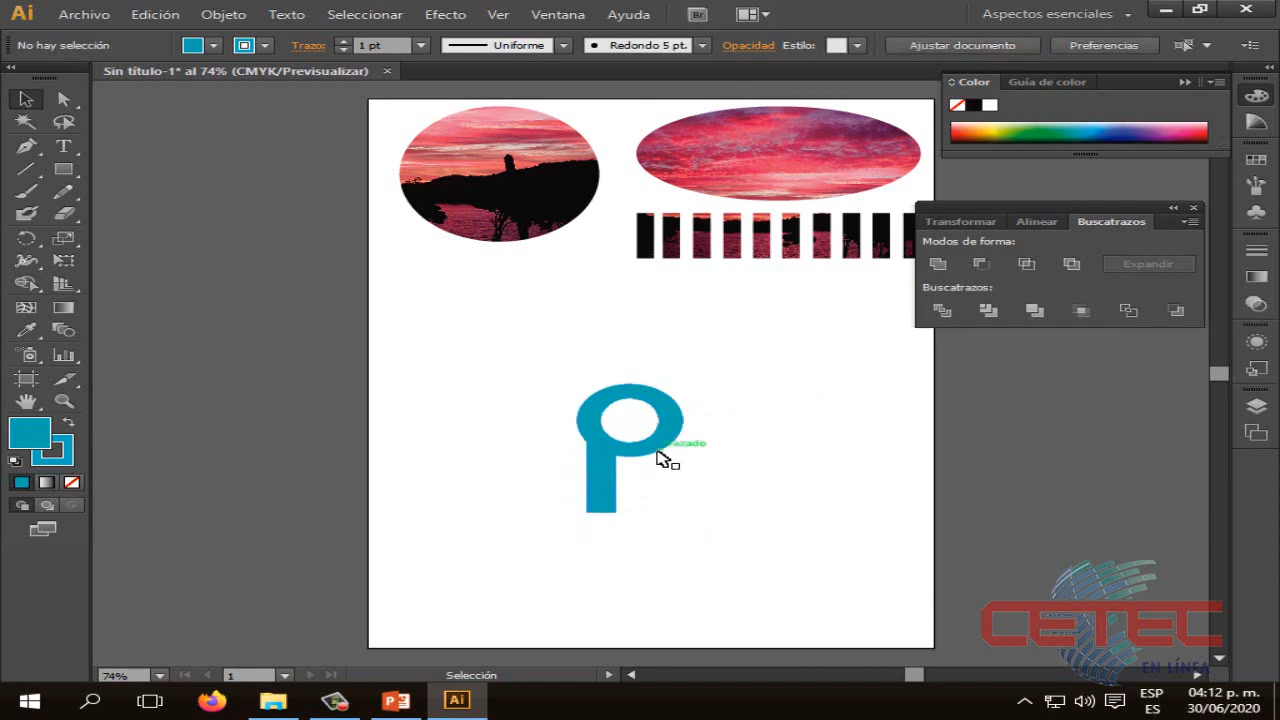 Ai Archivo Edición Objeto Texto Seleccionar Efecto Ver Ventana Ayuda Br Aspectos esenciales
No hay selección Trazo: 1 pt Uniforme Redondo 5 pt. Opacidad Estilo: Ajustar documento Preferencias
Sin título-1* al 74% (CMYK/Previsualizar)
Color Guía de color
Transformar Alinear Buscatrazos
Modos de forma:
Expandir
Buscatrazos:
CETEC
EN LÍNEA
74% 1 Selección
Ai
ESP
ES
04:12 p. m.
30/06/2020